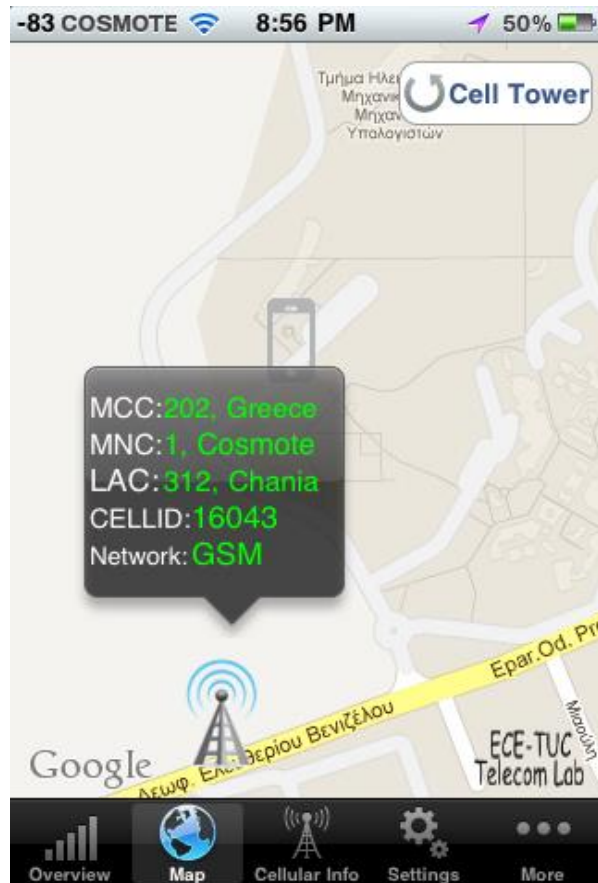 -83 COSMOTE 8:56 PM 50%
Τμήμα
Μηχαν
Μηχαν
Υπολογιστών
Cell Tower
MCC:202, Greece
MNC:1, Cosmote
LAC:312, Chania
CELLID:16043
Network:GSM
Epar.Od. Pr
Μιαούλη
Λεωφ. Ελευθερίου Βενιζέλου
Google
ECE-TUC
Telecom Lab
Overview Map Cellular Info Settings More